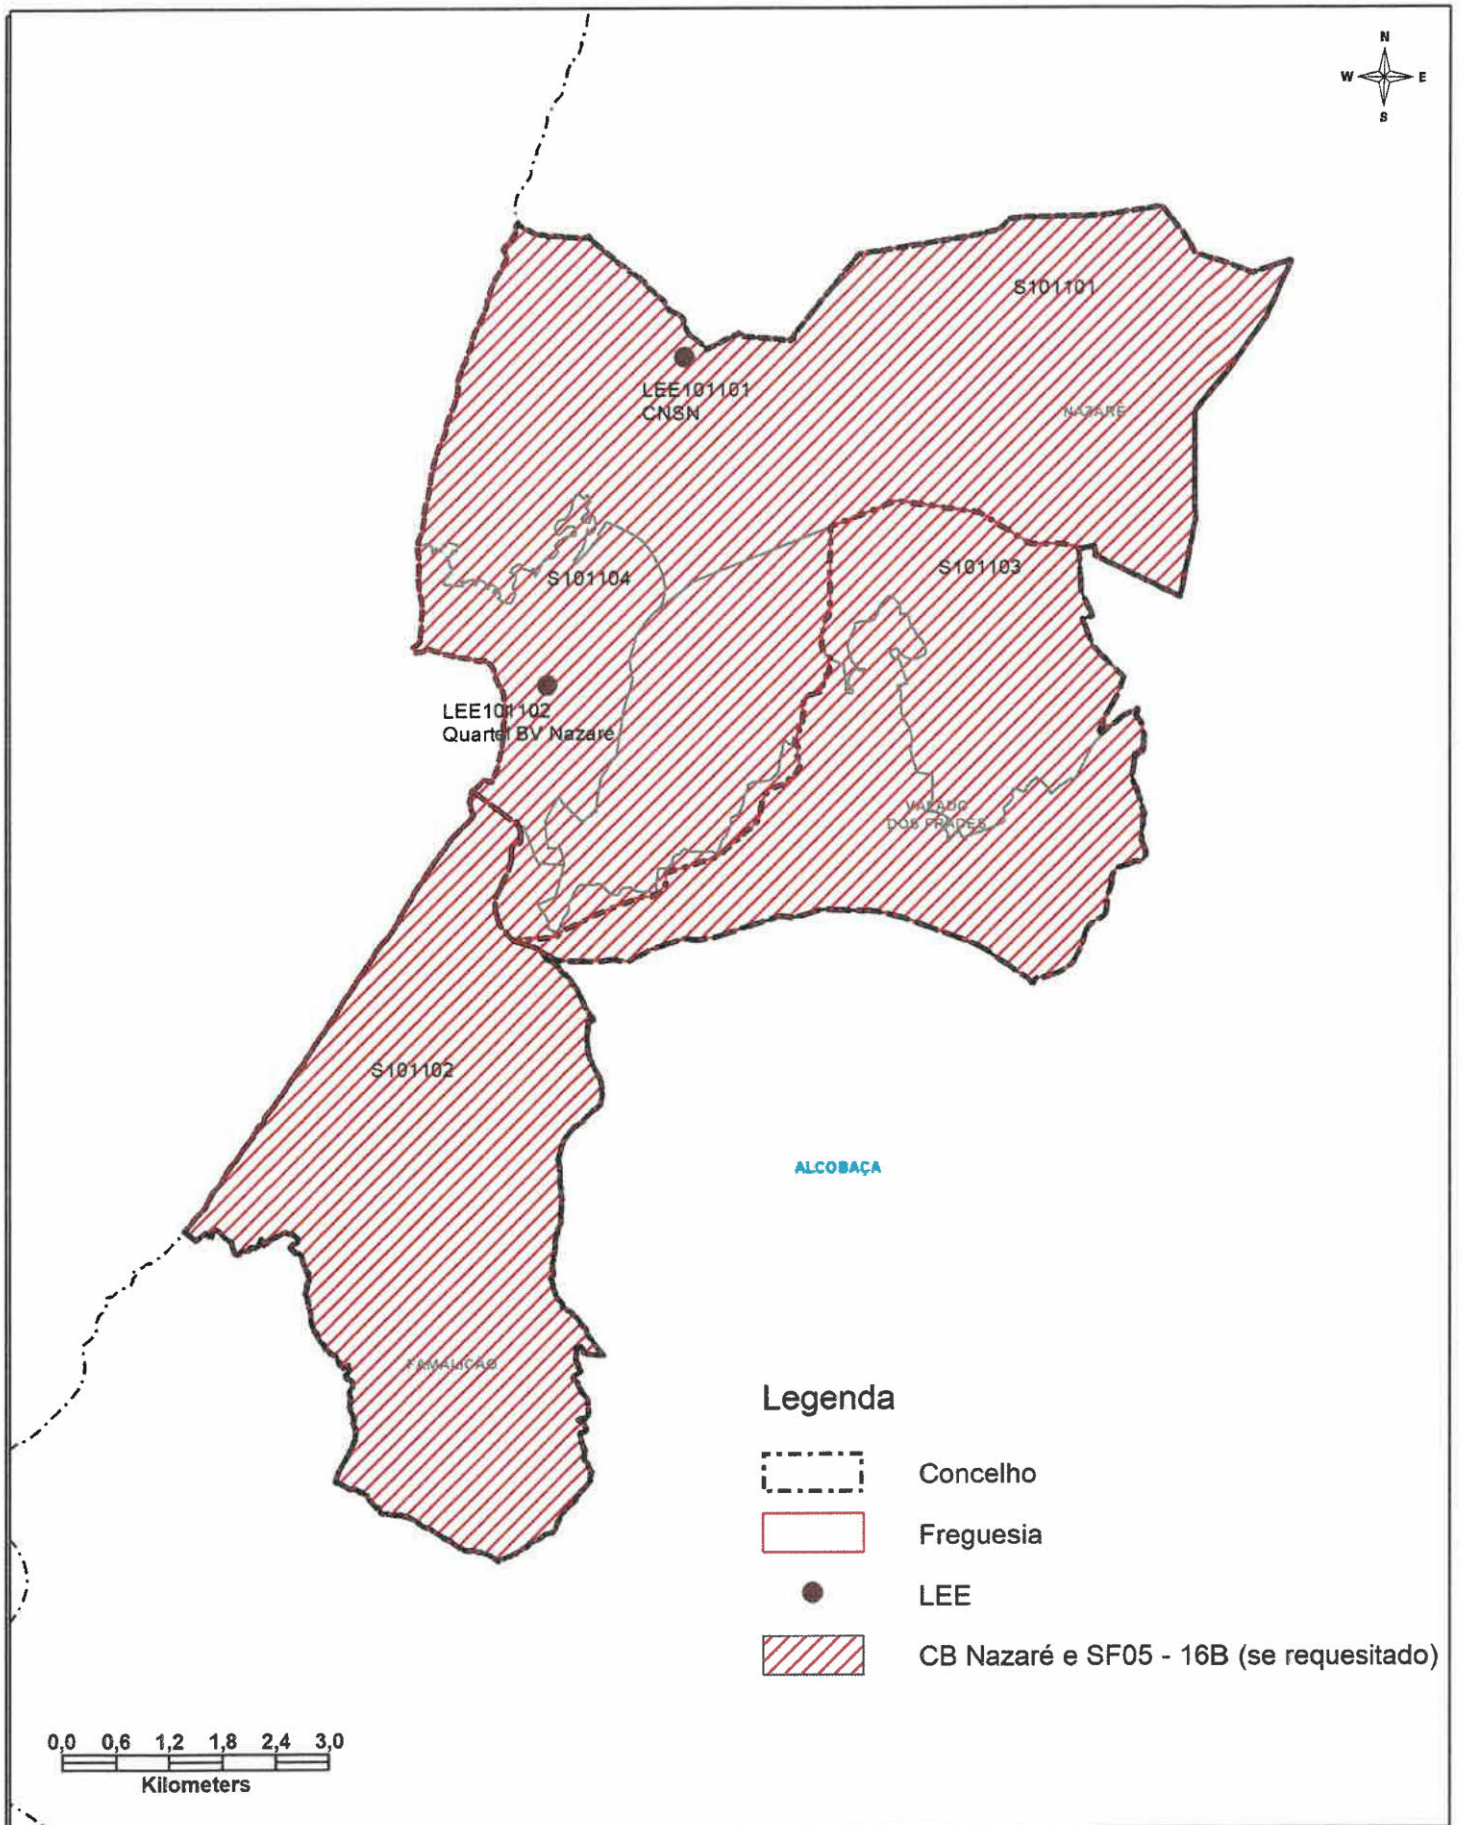 N
W E
S
S101101
LEE101101
CNSN
NAZARÉ
S101103
S101104
LEE101102
Quartel BV Nazaré
VALADO
DOS FRADES
S101102
ALCOBAÇA
FAMALICÃO
Legenda
Concelho
Freguesia
LEE
CB Nazaré e SF05 - 16B (se requesitado)
0,0 0,6 1,2 1,8 2,4 3,0
Kilometers